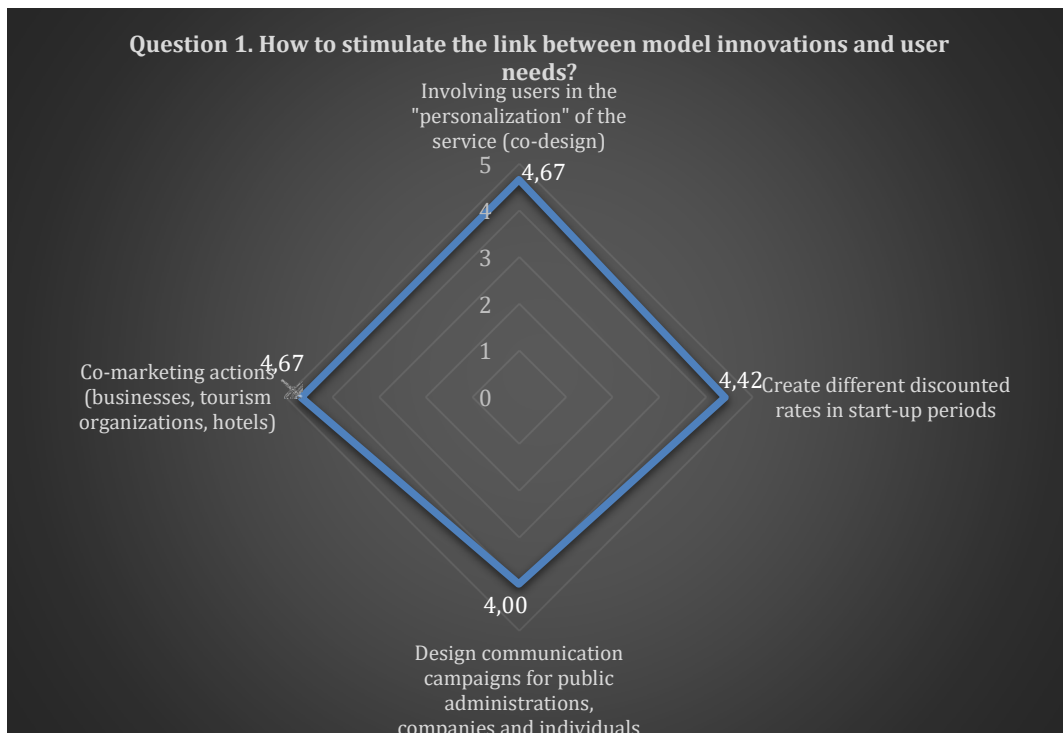 Question 1. How to stimulate the link between model innovations and user
needs?
Involving users in the
"personalization" of the
service (co-design)
5
4,67
4
3
2
1
0
4,67
Co-marketing actions
(businesses, tourism
organizations, hotels)
4,42
Create different discounted
rates in start-up periods
4,00
Design communication
campaigns for public
administrations,
companies and individuals